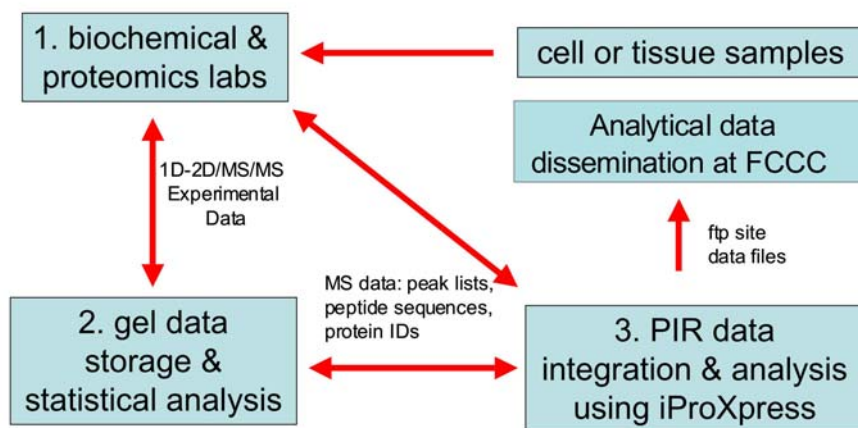 1. biochemical &
proteomics labs
cell or tissue samples
Analytical data
dissemination at FCCC
1D-2D/MS/MS
Experimental
Data
ftp site
data files
MS data: peak lists,
peptide sequences,
protein IDs
2. gel data
storage &
statistical analysis
3. PIR data
integration & analysis
using iProXpress